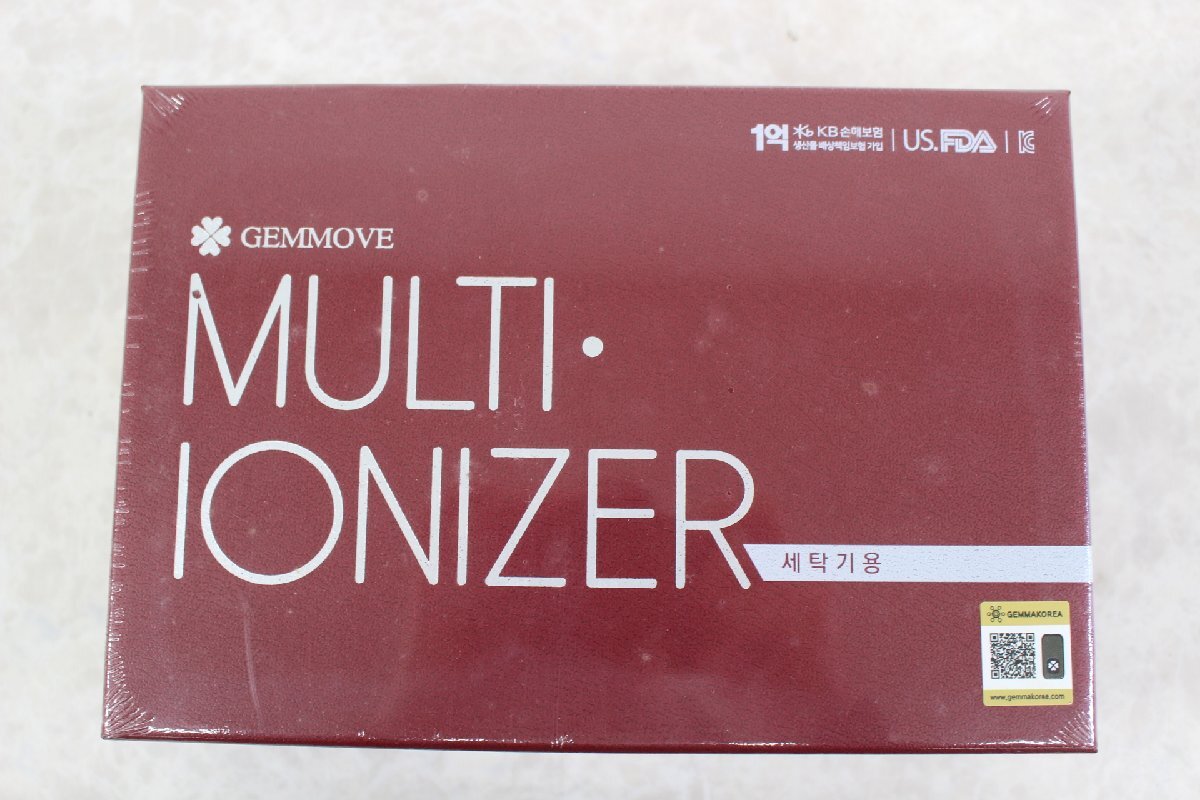 1억 KB손해보험
생산물 배상책임보험 가입
US.FDA
GEMMOVE
MULTI·
IONIZER
세탁기용
GEMMAKOREA
www.gemmakorea.com